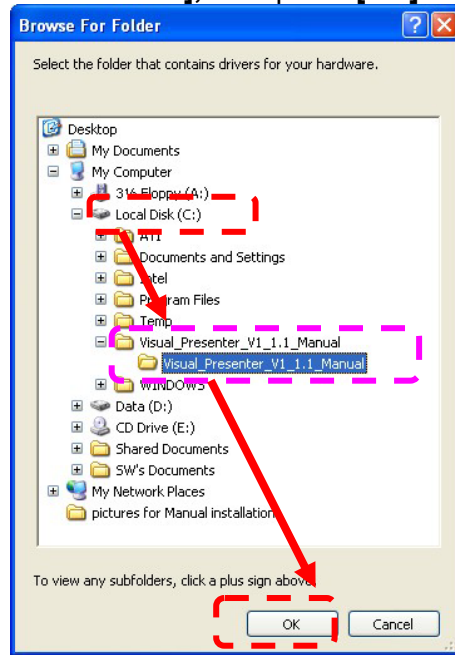 Browse For Folder
Select the folder that contains drivers for your hardware.
Desktop
My Documents
My Computer
3½ Floppy (A:)
Local Disk (C:)
ATI
Documents and Settings
Intel
Program Files
Temp
Visual_Presenter_V1_1.1_Manual
Visual_Presenter_V1_1.1_Manual
WINDOWS
Data (D:)
CD Drive (E:)
Shared Documents
SW's Documents
My Network Places
pictures for Manual installation
To view any subfolders, click a plus sign above.
OK Cancel